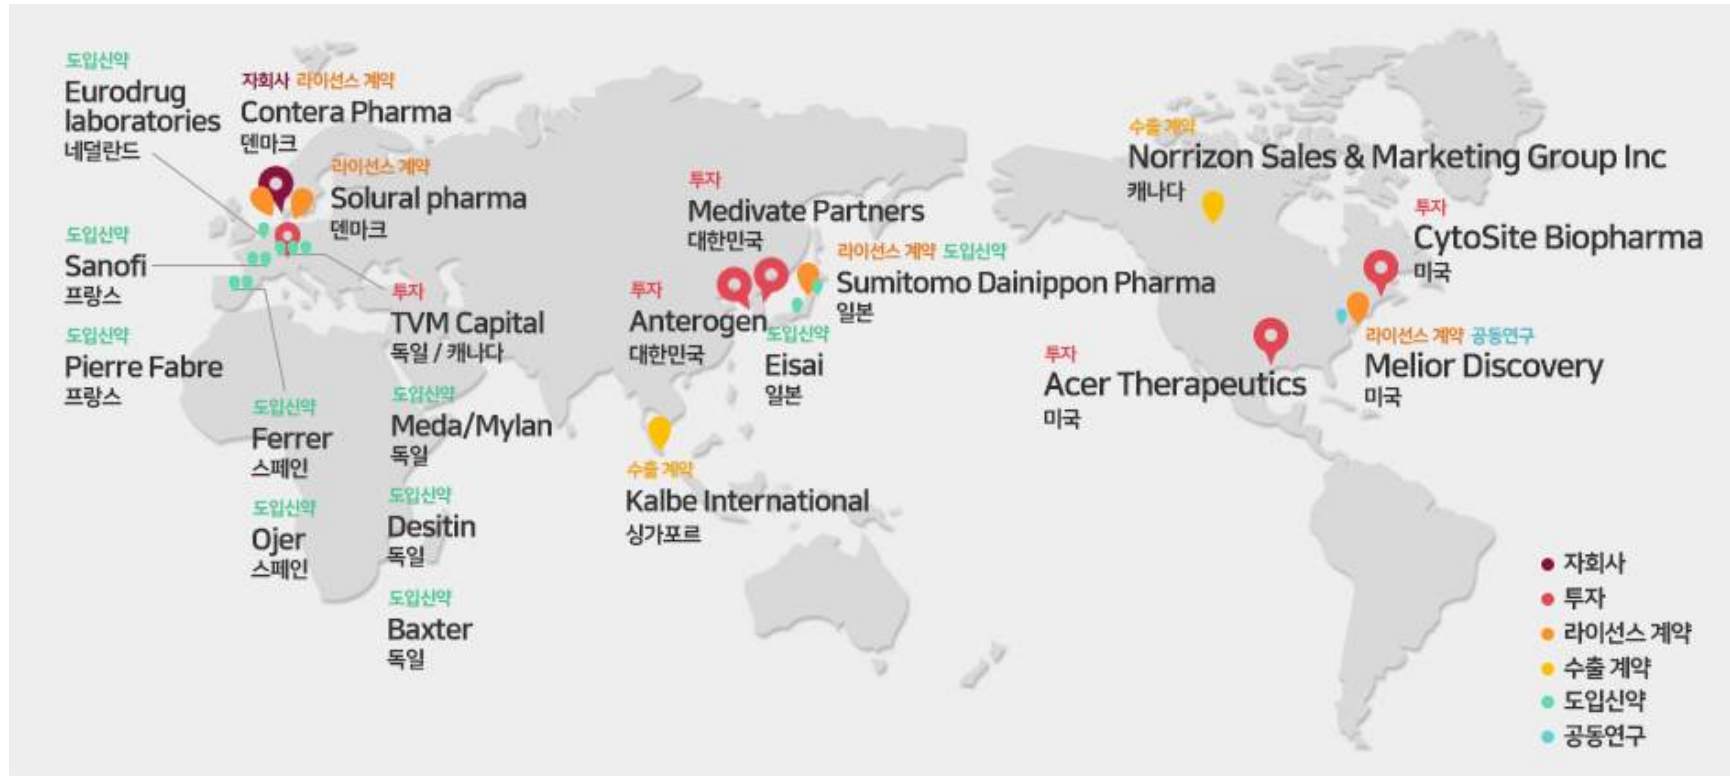 도입신약
Eurodrug
laboratories
네덜란드
자회사 라이선스 계약
Contera Pharma
덴마크
라이선스 계약
Solural pharma
덴마크
도입신약
Sanofi
프랑스
도입신약
Pierre Fabre
프랑스
투자
TVM Capital
독일 / 캐나다
도입신약
Ferrer
스페인
도입신약
Ojer
스페인
도입신약
Meda/Mylan
독일
도입신약
Desitin
독일
도입신약
Baxter
독일
투자
Medivate Partners
대한민국
투자
Anterogen
대한민국
라이선스 계약 도입신약
Sumitomo Dainippon Pharma
일본
도입신약
Eisai
일본
수출 계약
Kalbe International
싱가포르
수출 계약
Norrizon Sales & Marketing Group Inc
캐나다
투자
CytoSite Biopharma
미국
투자
Acer Therapeutics
미국
라이선스 계약 공동연구
Melior Discovery
미국
자회사
투자
라이선스 계약
수출 계약
도입신약
공동연구